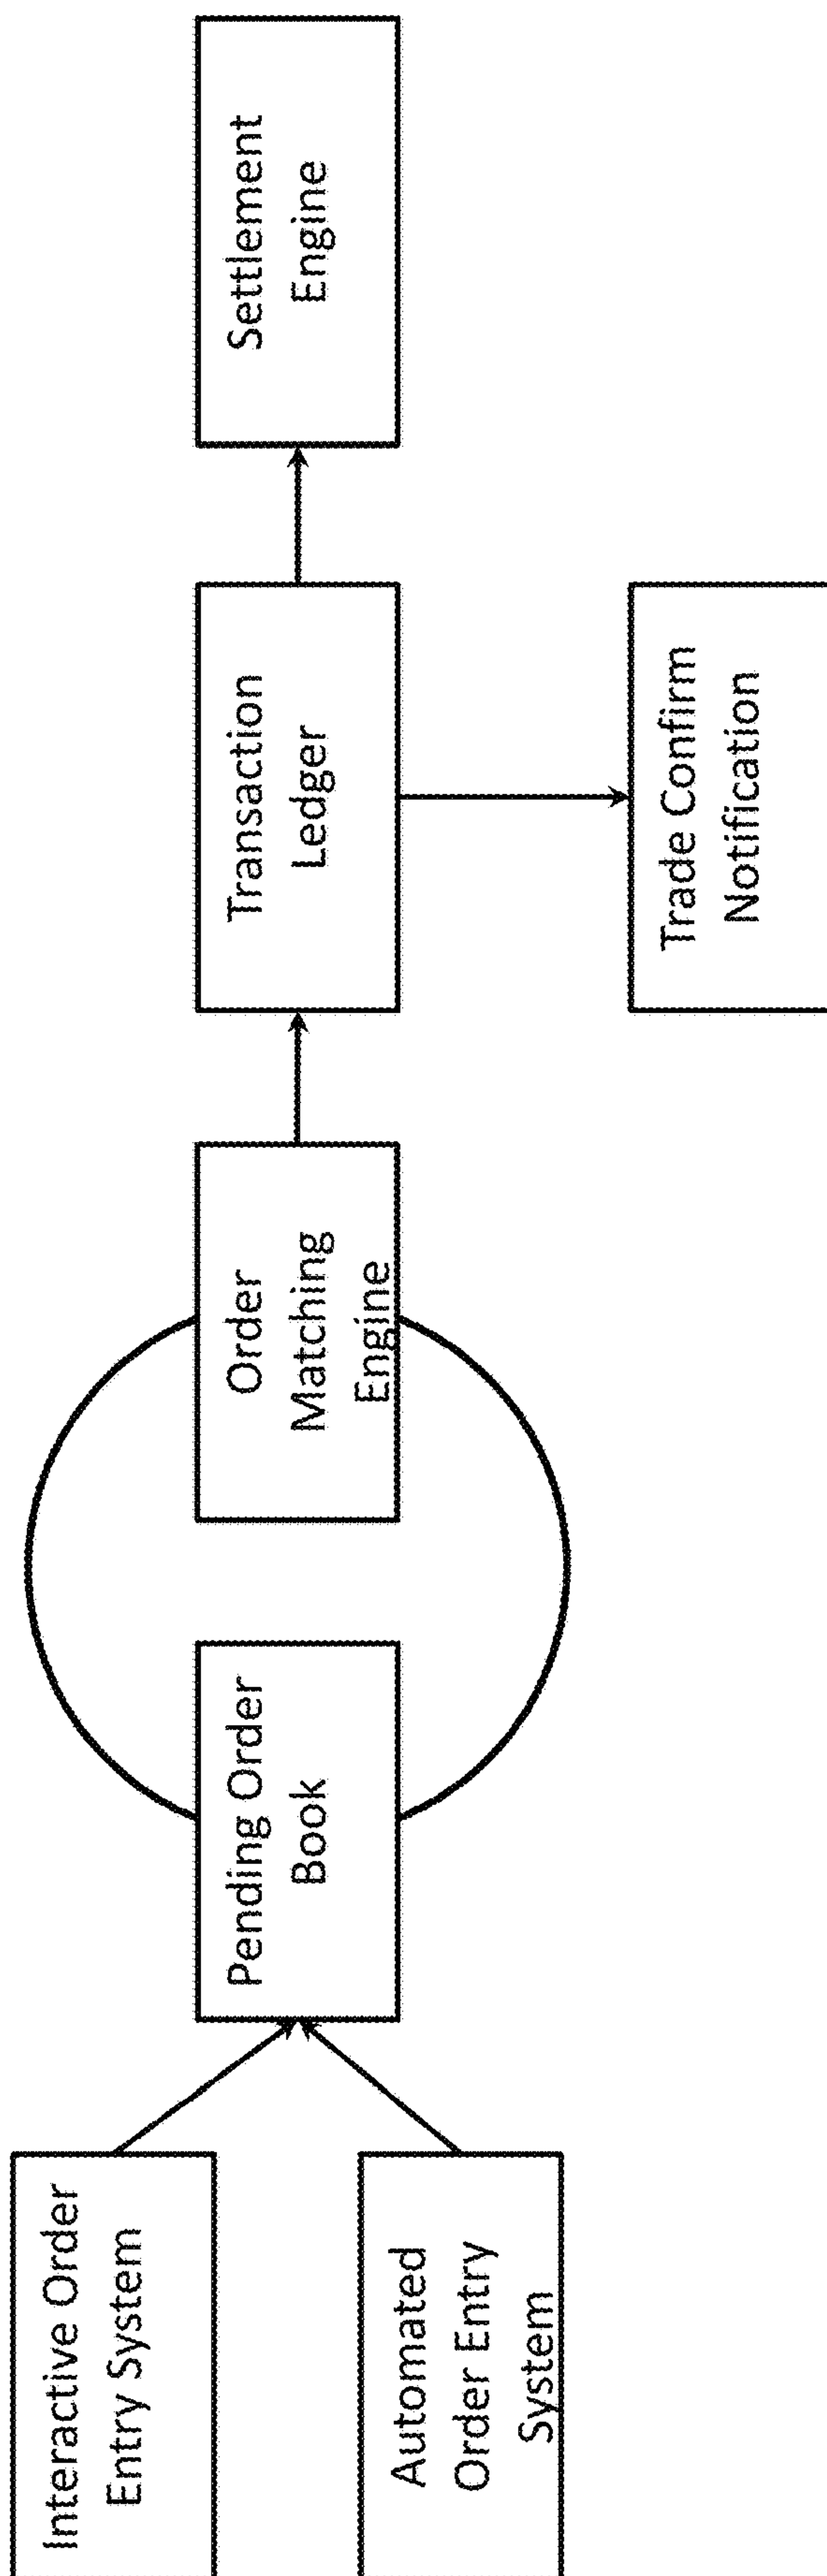 Interactive Order
Entry System
Automated
Order Entry
System
Pending Order
Book
Order
Matching
Engine
Transaction
Ledger
Trade Confirm
Notification
Settlement
Engine